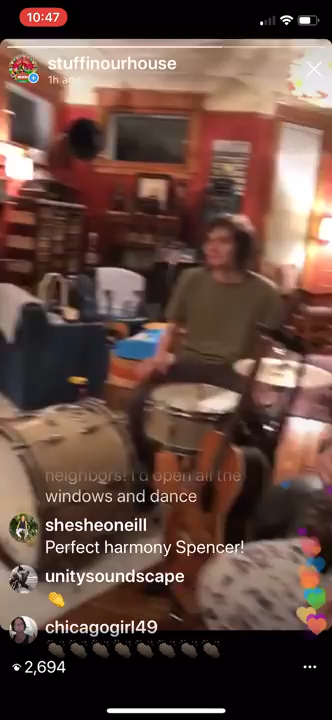 10:47
stuffinourhouse
1h ago
neighbors! I'd open all the
windows and dance
shesheoneill
Perfect harmony Spencer!
unitysoundscape
👏
chicagogirl49
👏👏👏👏👏👏👏👏
2,694